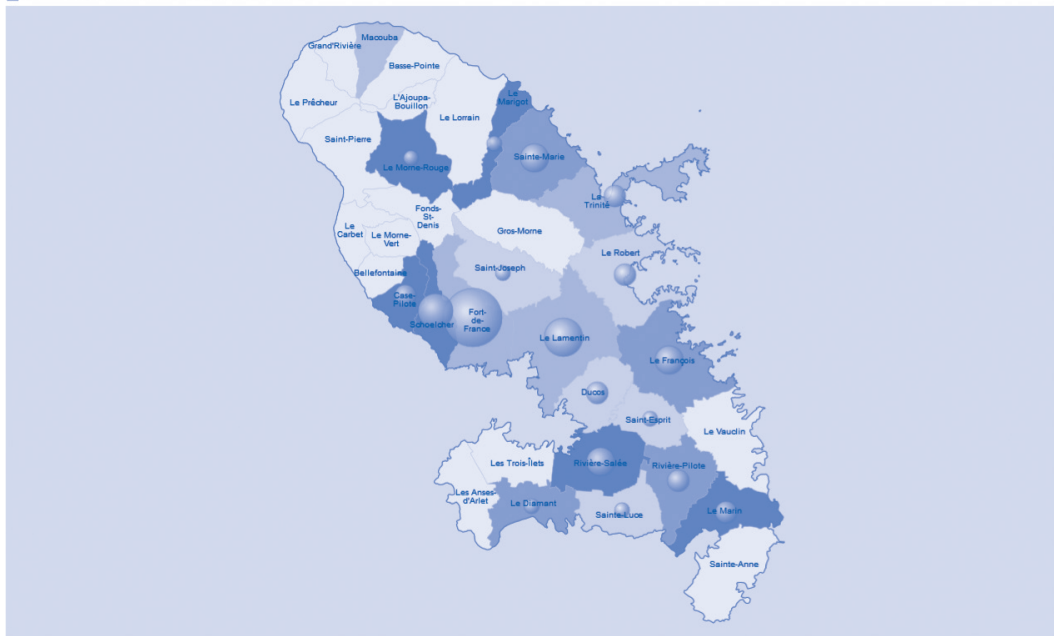 Macouba
Grand'Rivière
Basse-Pointe
Le Prêcheur
L'Ajoupa-
Bouillon
Le
Marigot
Le Lorrain
Saint-Pierre
Le Morne-Rouge
Sainte-Marie
La
Trinité
Fonds-
St-
Denis
Le
Carbet
Le Morne-
Vert
Gros-Morne
Le Robert
Bellefontaine
Saint-Joseph
Case-
Pilote
Schoelcher
Fort-
de-
France
Le Lamentin
Le François
Ducos
Saint-Esprit
Le Vauclin
Les Trois-Îlets
Rivière-Salée
Rivière-Pilote
Les Anses-
d'Arlet
Le Diamant
Sainte-Luce
Le Marin
Sainte-Anne